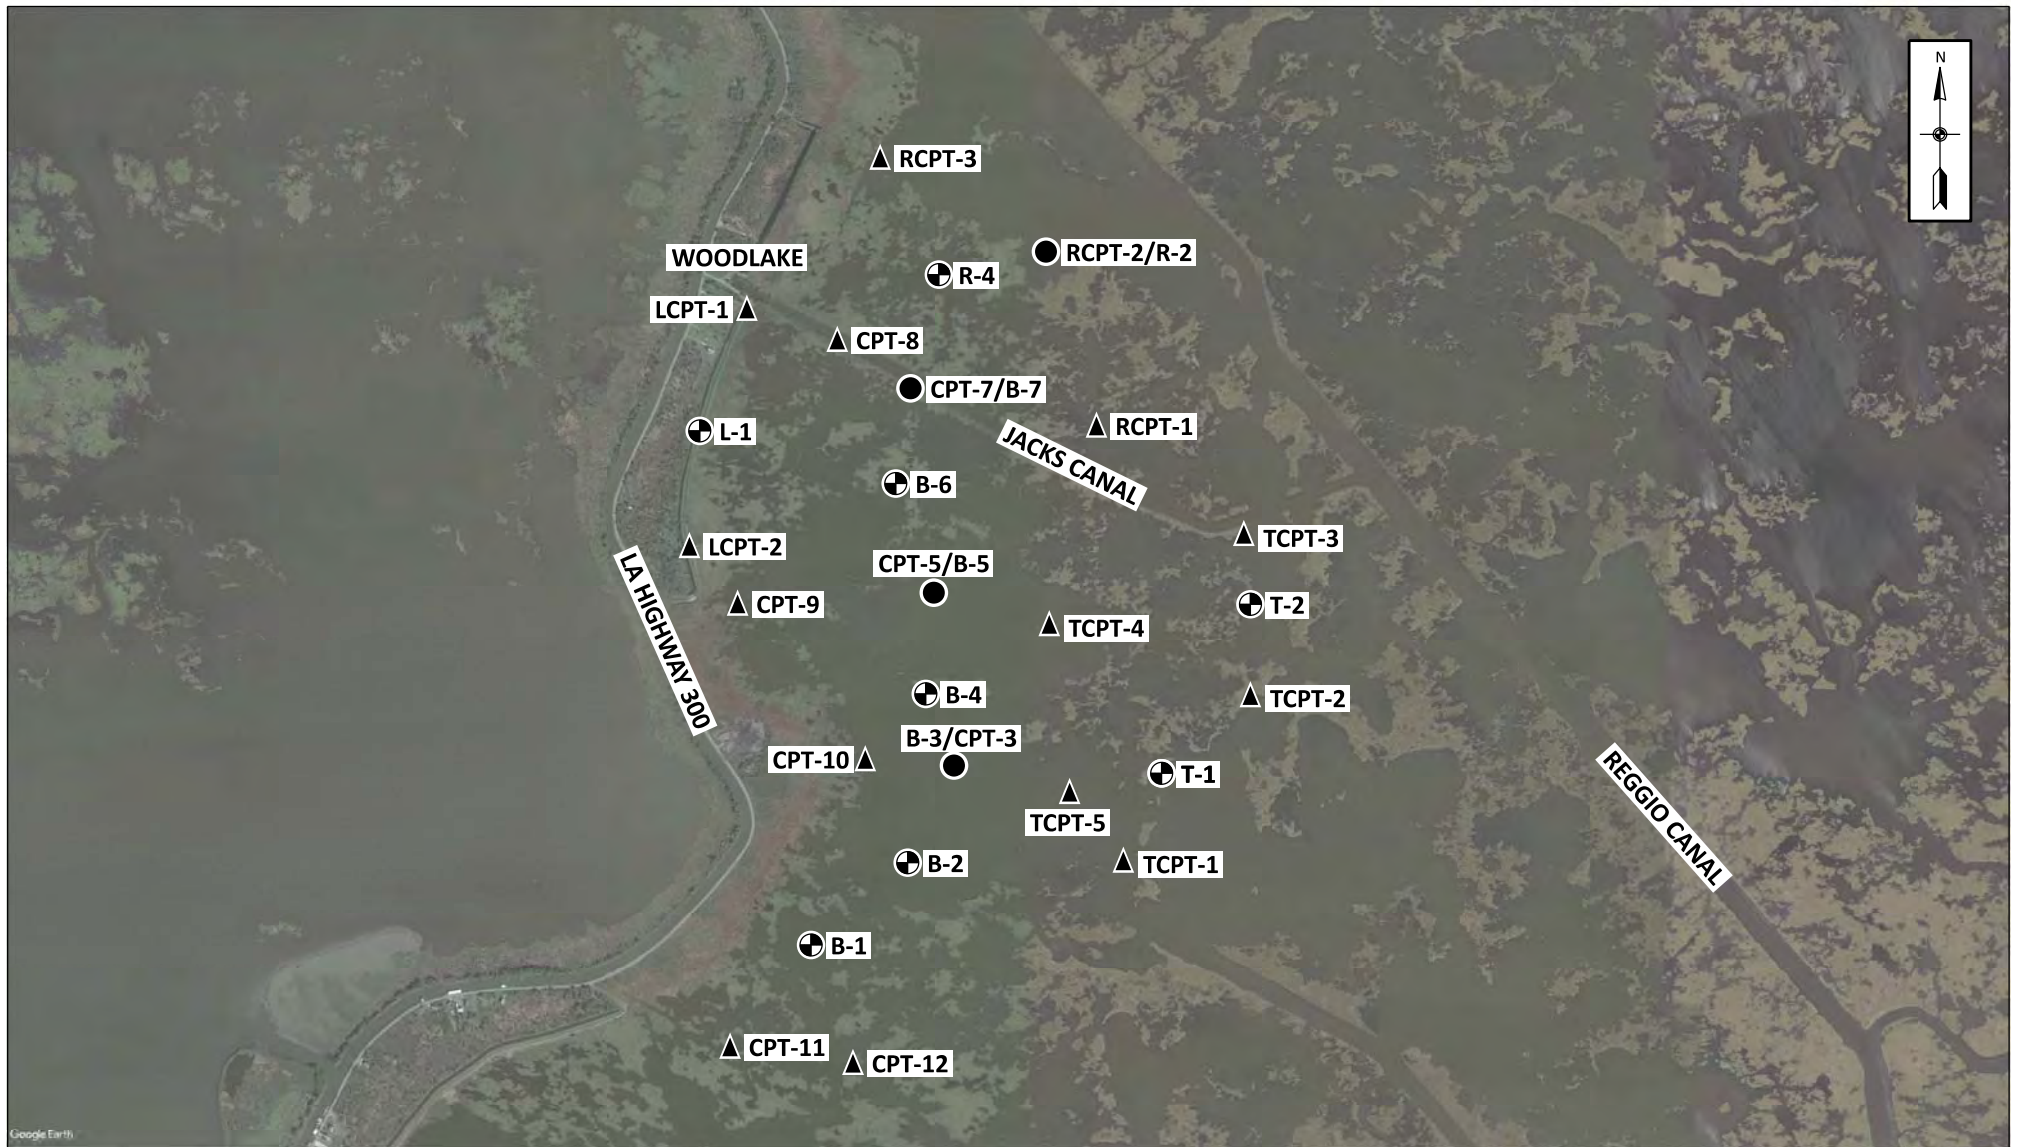 N
RCPT-3
RCPT-2/R-2
WOODLAKE
R-4
LCPT-1
CPT-8
CPT-7/B-7
RCPT-1
L-1
JACKS CANAL
B-6
TCPT-3
LCPT-2
CPT-5/B-5
CPT-9
T-2
TCPT-4
LA HIGHWAY 300
B-4
TCPT-2
B-3/CPT-3
CPT-10
T-1
REGGIO CANAL
TCPT-5
B-2
TCPT-1
B-1
CPT-11
CPT-12
Google Earth